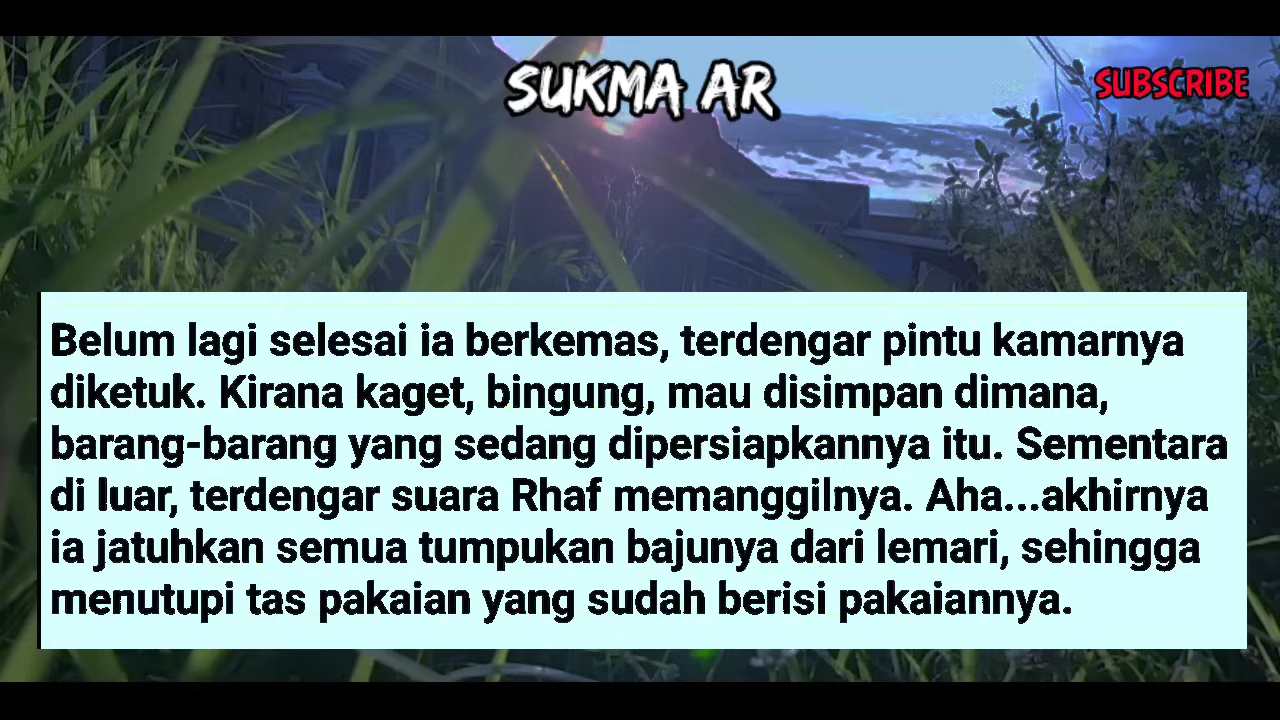 SUKMA AR
SUBSCRIBE
Belum lagi selesai ia berkemas, terdengar pintu kamarnya
diketuk. Kirana kaget, bingung, mau disimpan dimana,
barang-barang yang sedang dipersiapkannya itu. Sementara
di luar, terdengar suara Rhaf memanggilnya. Aha...akhirnya
ia jatuhkan semua tumpukan bajunya dari lemari, sehingga
menutupi tas pakaian yang sudah berisi pakaiannya.